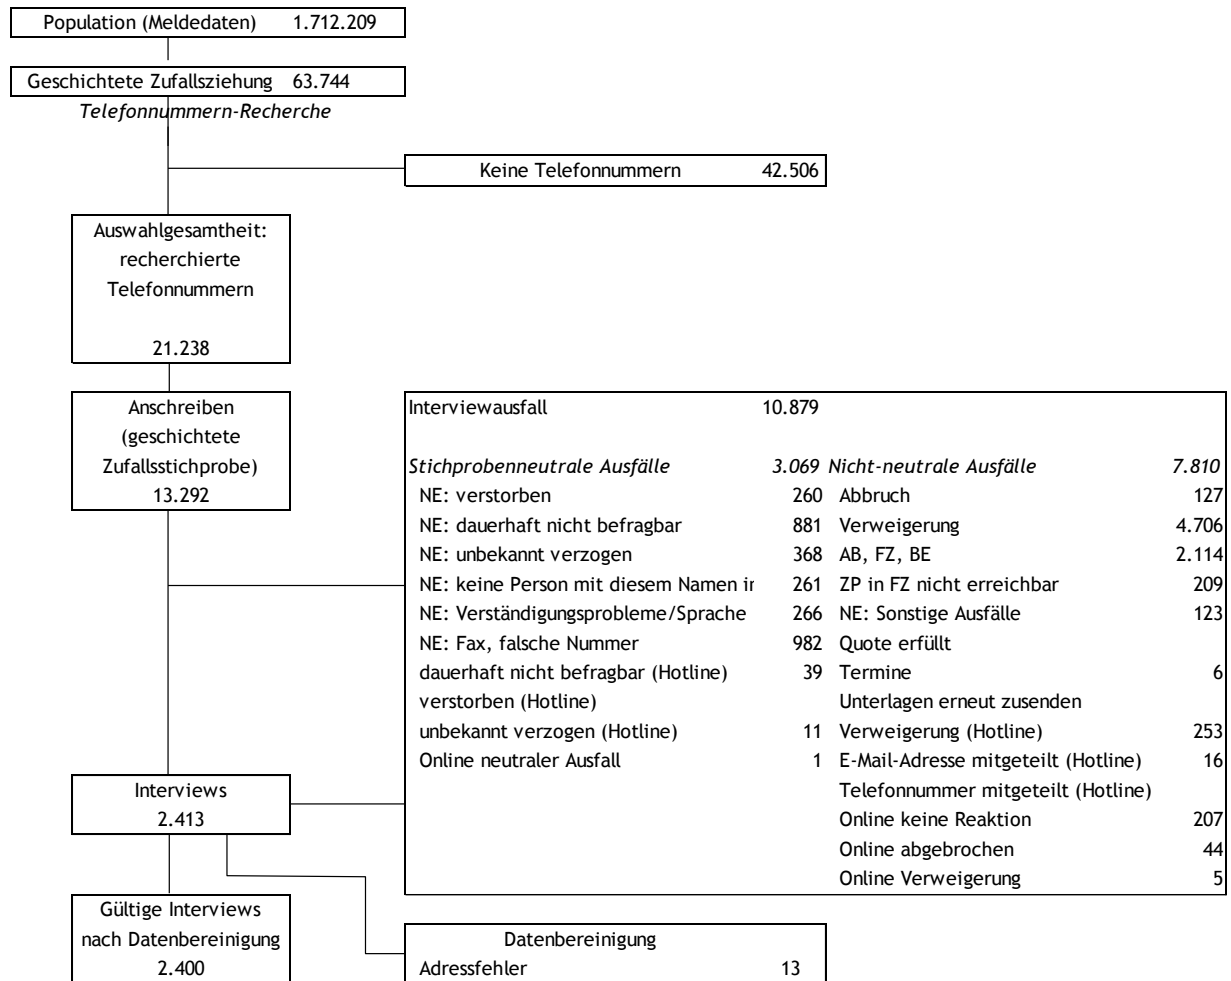 Population (Meldedaten) 1.712.209
Geschichtete Zufallsziehung 63.744
Telefonnummern-Recherche
Keine Telefonnummern 42.506
Auswahlgesamtheit:
recherchierte
Telefonnummern
21.238
Anschreiben
(geschichtete
Zufallsstichprobe)
13.292
Interviewausfall 10.879
Stichprobenneutrale Ausfälle 3.069 Nicht-neutrale Ausfälle 7.810
NE: verstorben 260 Abbruch 127
NE: dauerhaft nicht befragbar 881 Verweigerung 4.706
NE: unbekannt verzogen 368 AB, FZ, BE 2.114
NE: keine Person mit diesem Namen in 261 ZP in FZ nicht erreichbar 209
NE: Verständigungsprobleme/Sprache 266 NE: Sonstige Ausfälle 123
NE: Fax, falsche Nummer 982 Quote erfüllt
dauerhaft nicht befragbar (Hotline) 39 Termine 6
verstorben (Hotline) Unterlagen erneut zusenden
unbekannt verzogen (Hotline) 11 Verweigerung (Hotline) 253
Online neutraler Ausfall 1 E-Mail-Adresse mitgeteilt (Hotline) 16
Telefonnummer mitgeteilt (Hotline)
Online keine Reaktion 207
Online abgebrochen 44
Online Verweigerung 5
Interviews
2.413
Gültige Interviews
nach Datenbereinigung
2.400
Datenbereinigung
Adressfehler 13